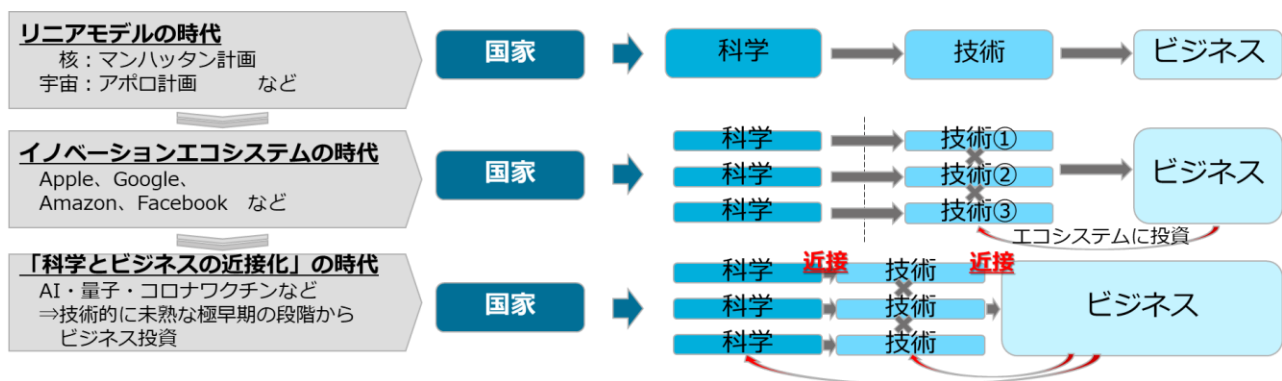 リニアモデルの時代
核：マンハッタン計画
宇宙：アポロ計画　　　など
国家
科学
技術
ビジネス
イノベーションエコシステムの時代
Apple、Google、
Amazon、Facebook　など
国家
科学
技術①
科学
技術②
科学
技術③
ビジネス
エコシステムに投資
「科学とビジネスの近接化」の時代
AI・量子・コロナワクチンなど
⇒技術的に未熟な極早期の段階から
ビジネス投資
国家
近接
近接
科学
技術
科学
技術
科学
技術
ビジネス